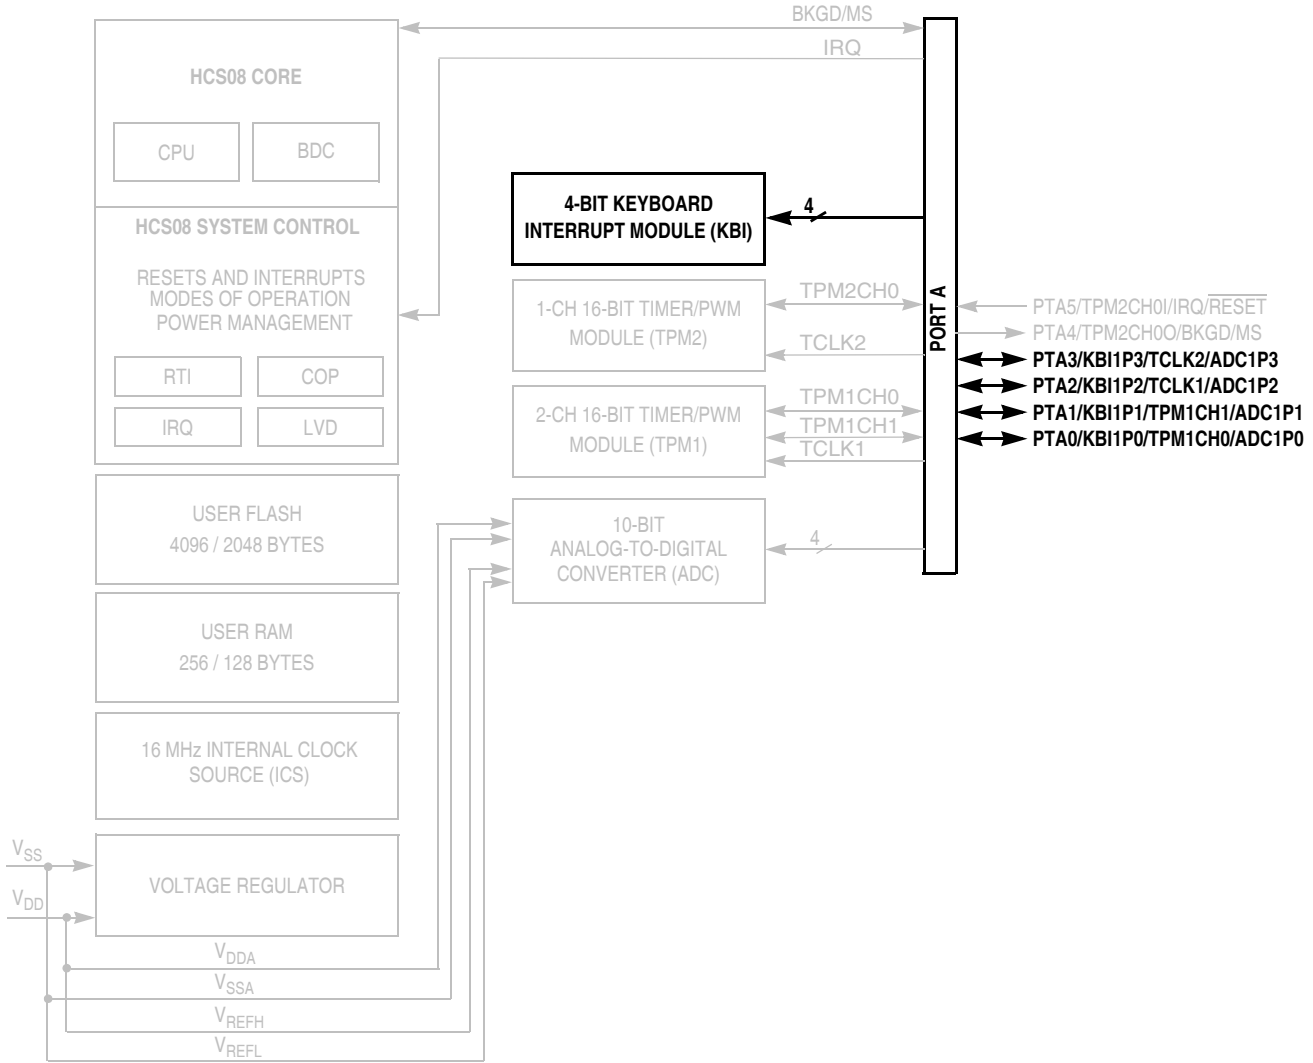 BKGD/MS
IRQ
HCS08 CORE
CPU
BDC
HCS08 SYSTEM CONTROL
RESETS AND INTERRUPTS
MODES OF OPERATION
POWER MANAGEMENT
RTI
COP
IRQ
LVD
USER FLASH
4096 / 2048 BYTES
USER RAM
256 / 128 BYTES
16 MHz INTERNAL CLOCK
SOURCE (ICS)
VOLTAGE REGULATOR
VSS
VDD
VDDA
VSSA
VREFH
VREFL
4-BIT KEYBOARD
INTERRUPT MODULE (KBI)
4
1-CH 16-BIT TIMER/PWM
MODULE (TPM2)
TPM2CH0
TCLK2
2-CH 16-BIT TIMER/PWM
MODULE (TPM1)
TPM1CH0
TPM1CH1
TCLK1
10-BIT
ANALOG-TO-DIGITAL
CONVERTER (ADC)
4
PORT A
PTA5/TPM2CH0I/IRQ/RESET
PTA4/TPM2CH0O/BKGD/MS
PTA3/KBI1P3/TCLK2/ADC1P3
PTA2/KBI1P2/TCLK1/ADC1P2
PTA1/KBI1P1/TPM1CH1/ADC1P1
PTA0/KBI1P0/TPM1CH0/ADC1P0